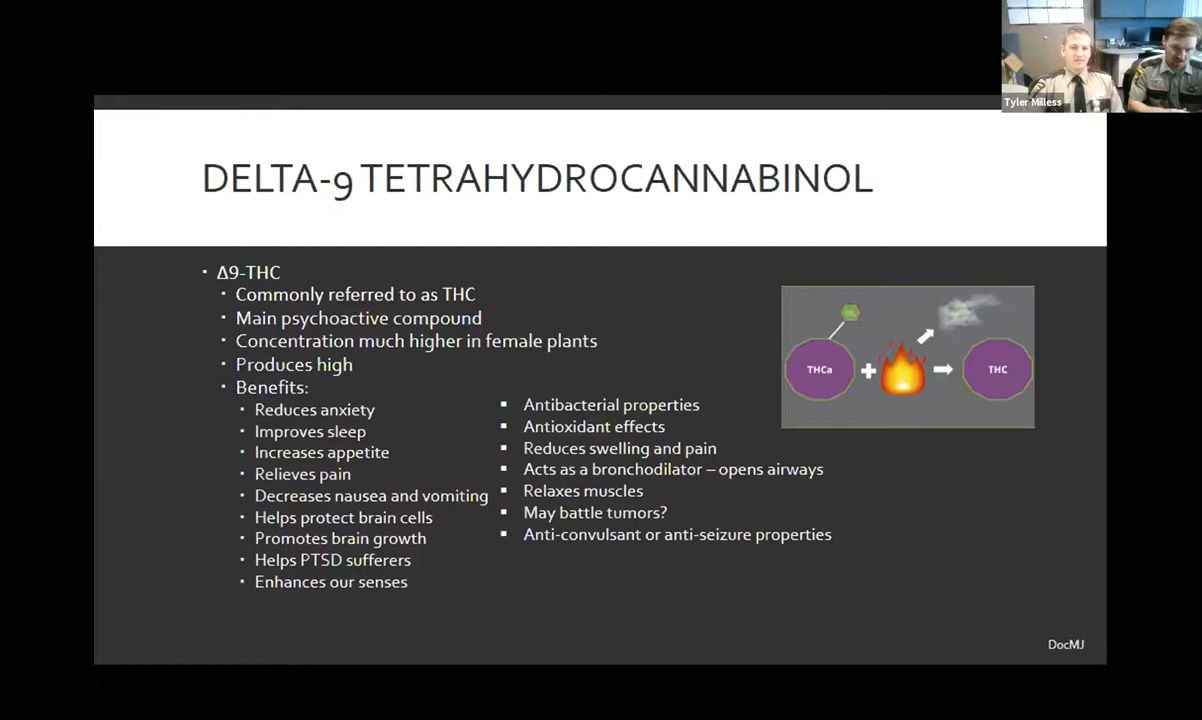 Tyler Milless
DELTA-9 TETRAHYDROCANNABINOL
Δ9-THC
Commonly referred to as THC
Main psychoactive compound
Concentration much higher in female plants
Produces high
Benefits:
Reduces anxiety
Improves sleep
Increases appetite
Relieves pain
Decreases nausea and vomiting
Helps protect brain cells
Promotes brain growth
Helps PTSD sufferers
Enhances our senses
Antibacterial properties
Antioxidant effects
Reduces swelling and pain
Acts as a bronchodilator – opens airways
Relaxes muscles
May battle tumors?
Anti-convulsant or anti-seizure properties
CO₂
THCa
THC
DocMJ